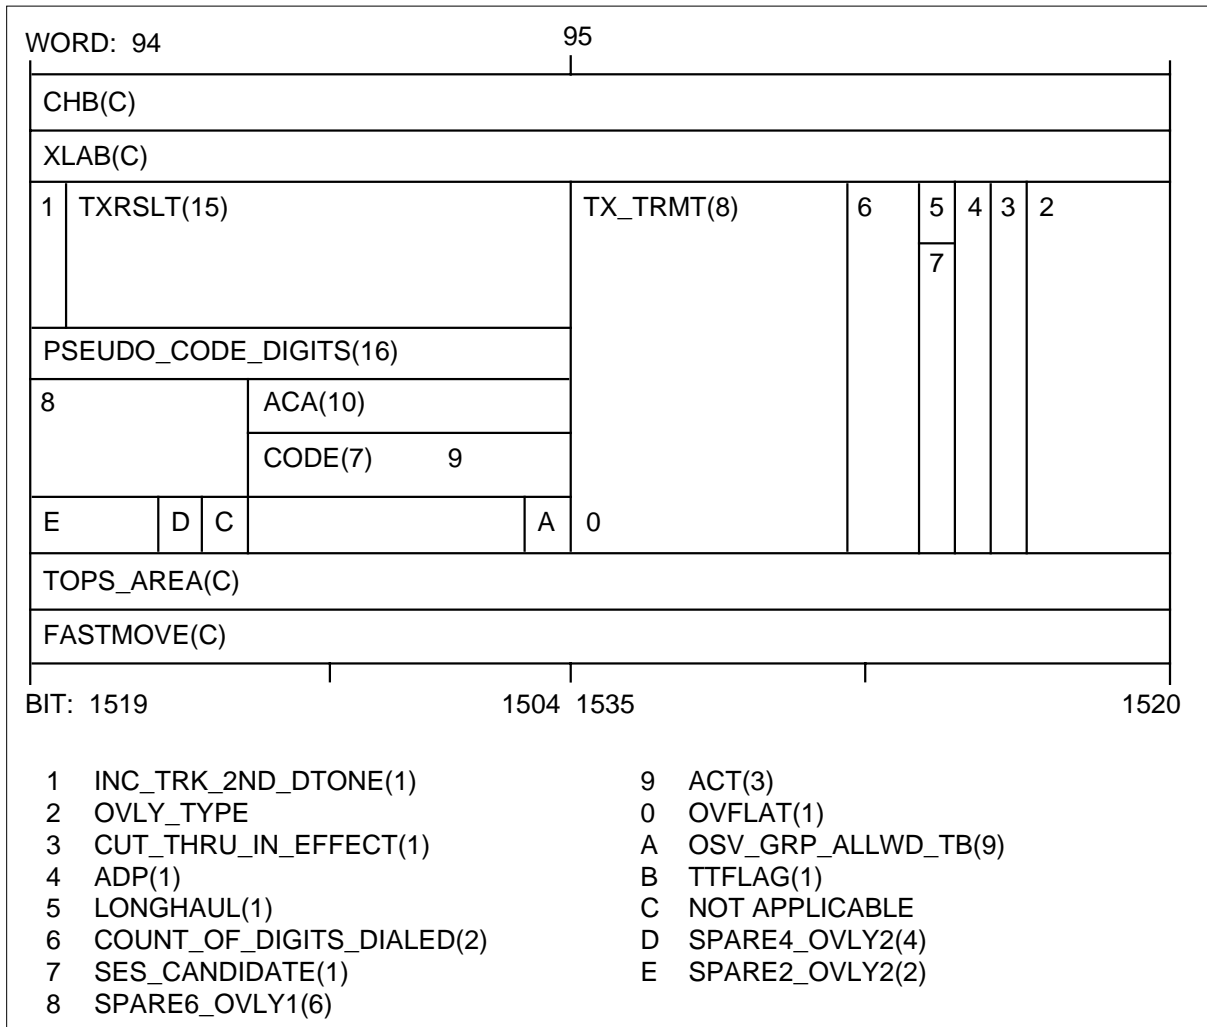 WORD: 94 95
CHB(C)
XLAB(C)
1 TXRSLT(15) TX_TRMT(8) 6 5 4 3 2
7
PSEUDO_CODE_DIGITS(16)
8 ACA(10)
CODE(7) 9
E D C A 0
TOPS_AREA(C)
FASTMOVE(C)
BIT: 1519 1504 1535 1520
1 INC_TRK_2ND_DTONE(1)
2 OVLY_TYPE
3 CUT_THRU_IN_EFFECT(1)
4 ADP(1)
5 LONGHAUL(1)
6 COUNT_OF_DIGITS_DIALED(2)
7 SES_CANDIDATE(1)
8 SPARE6_OVLY1(6)
9 ACT(3)
0 OVFLAT(1)
A OSV_GRP_ALLWD_TB(9)
B TTFLAG(1)
C NOT APPLICABLE
D SPARE4_OVLY2(4)
E SPARE2_OVLY2(2)